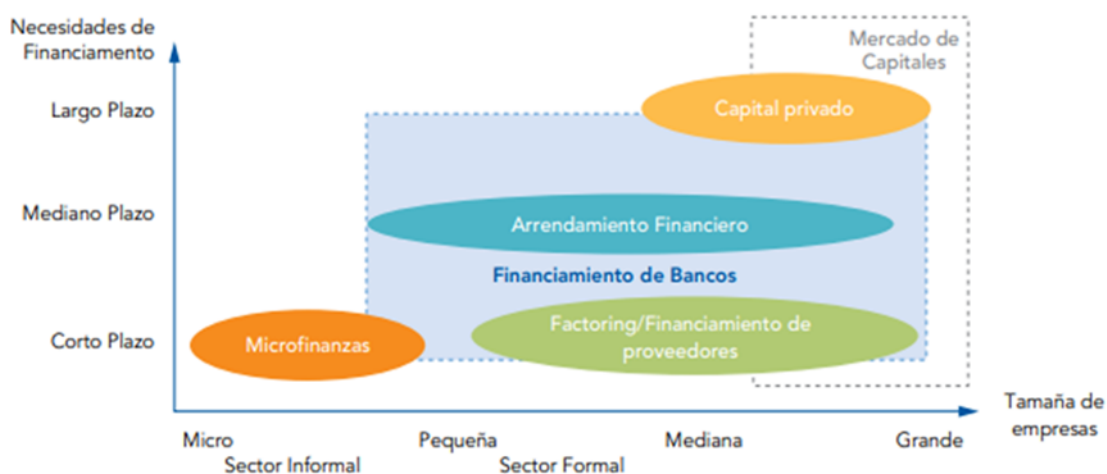 Necesidades de
Financiamento
Mercado de
Capitales
Largo Plazo
Capital privado
Mediano Plazo
Arrendamiento Financiero
Financiamiento de Bancos
Corto Plazo
Microfinanzas
Factoring/Financiamiento de
proveedores
Tamaña de
empresas
Micro
Pequeña
Mediana
Grande
Sector Informal
Sector Formal